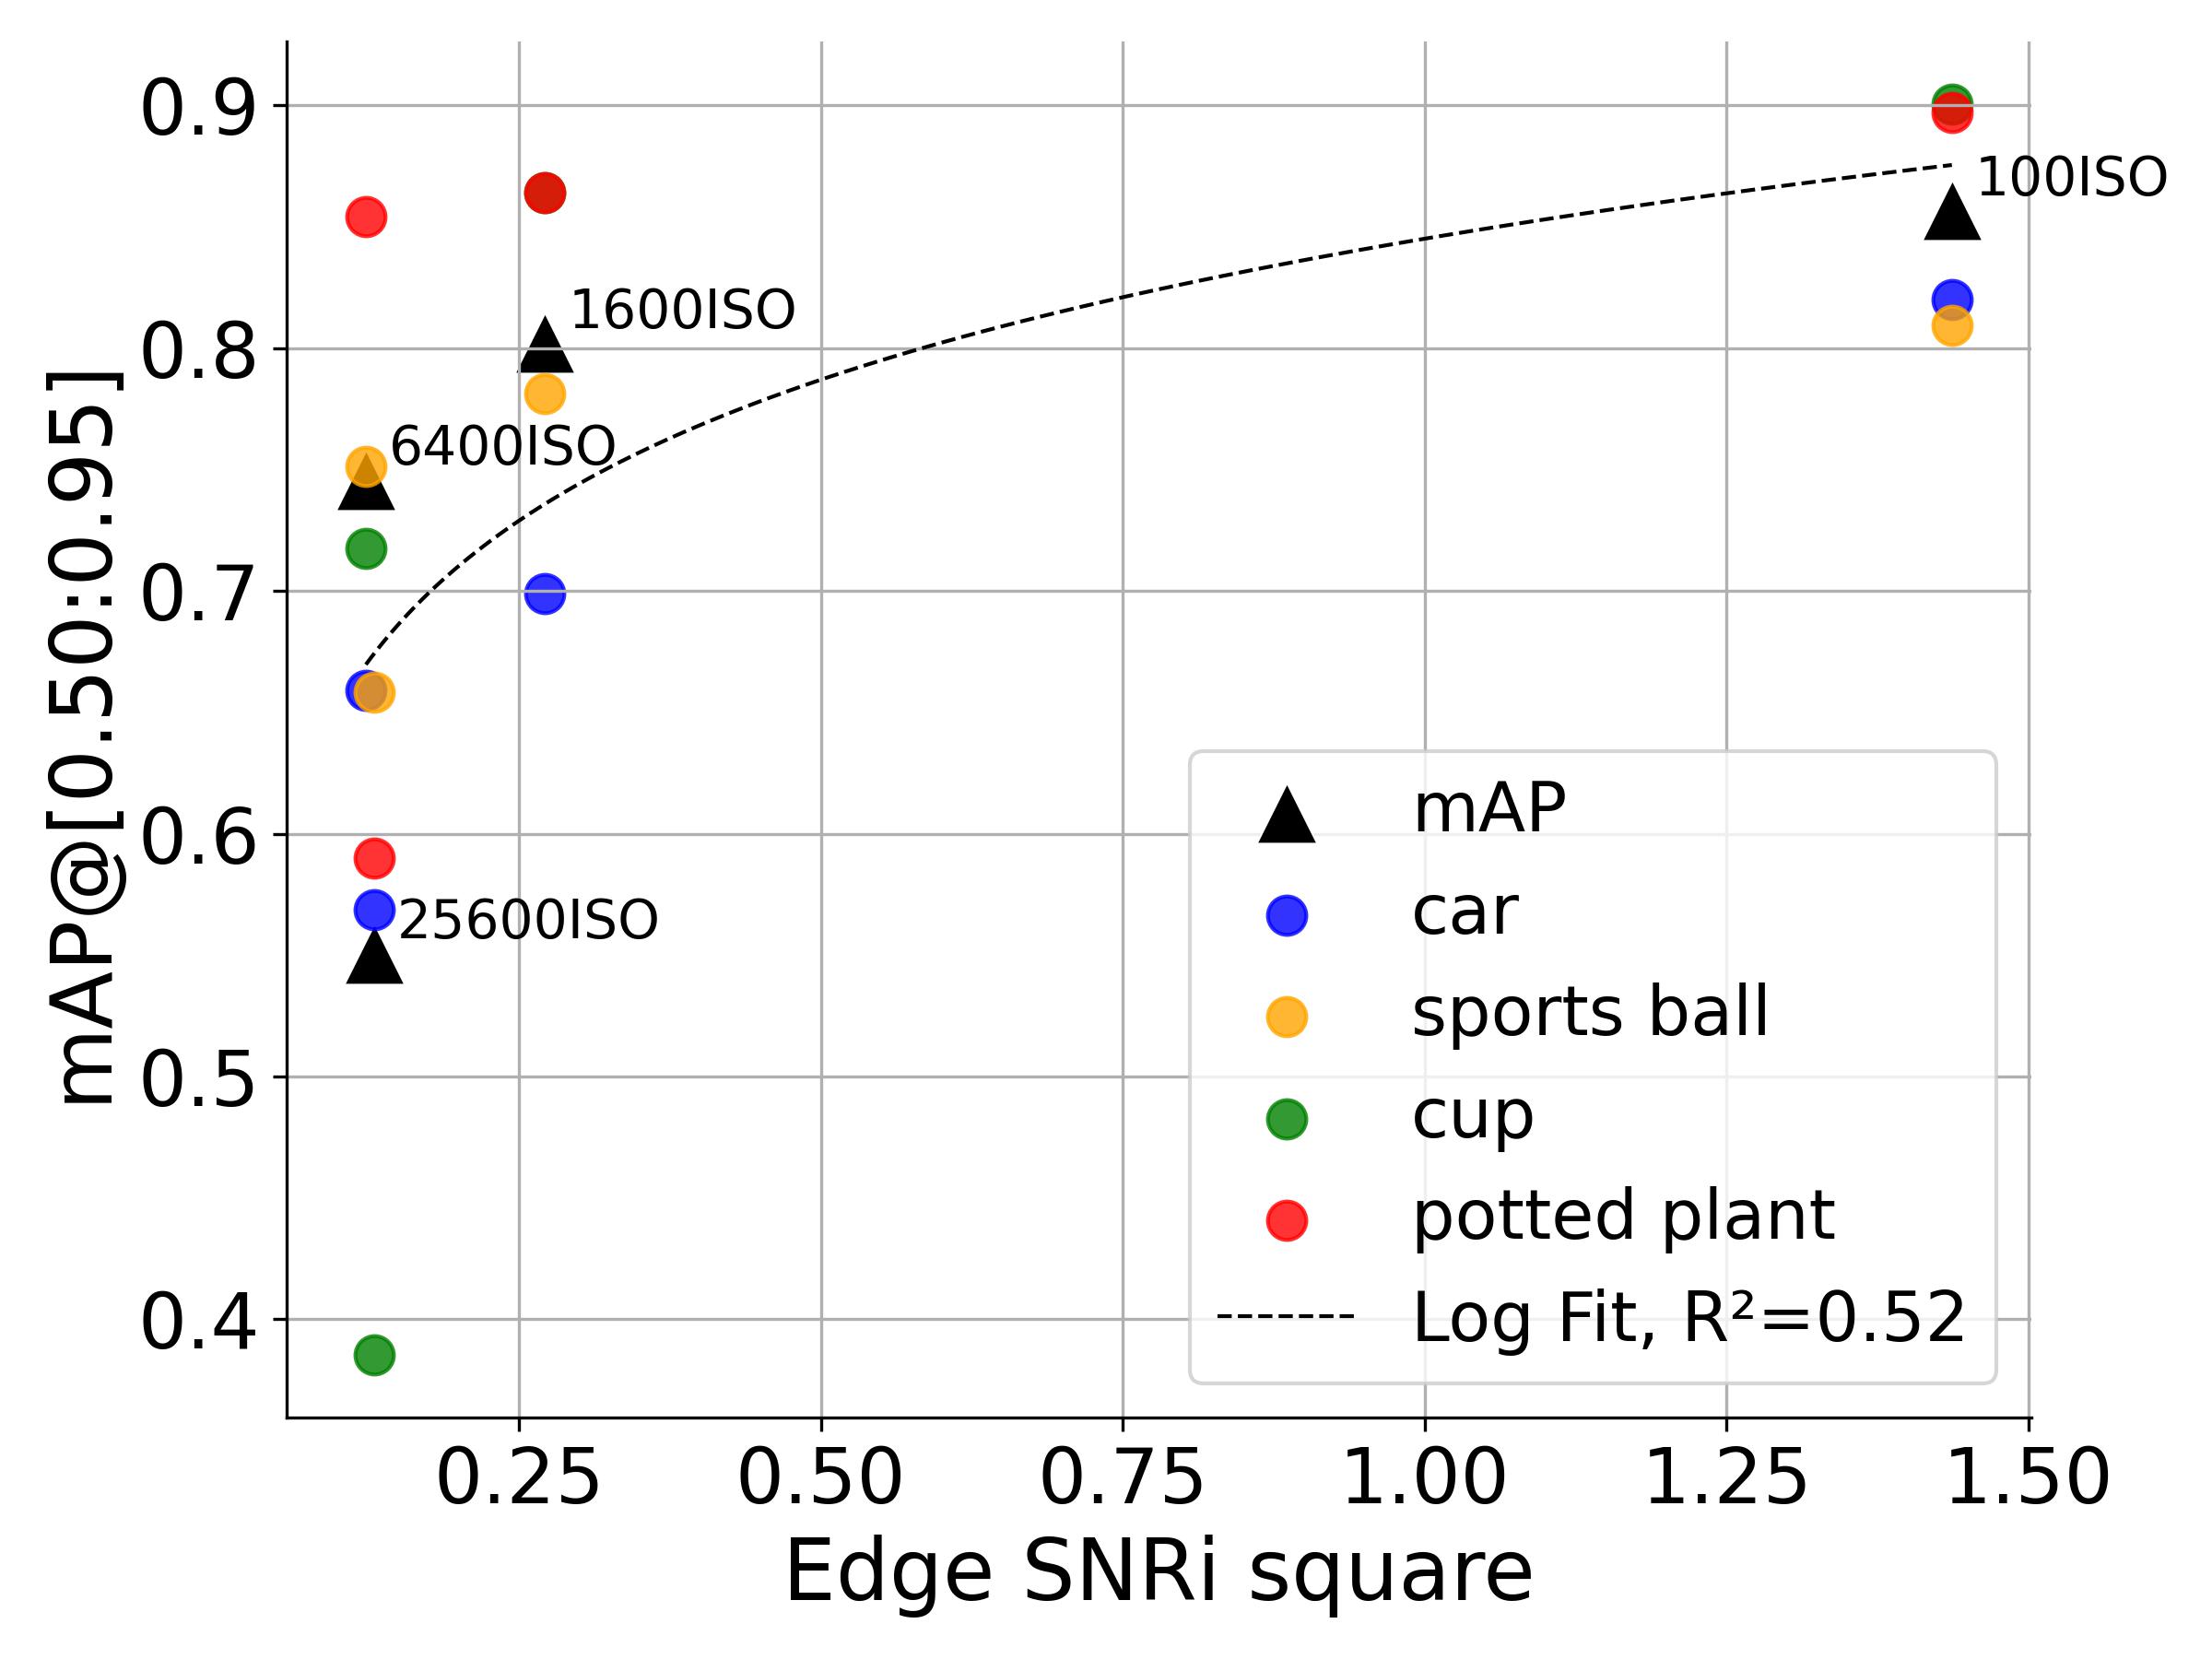 mAP@[0.50:0.95]
0.9
0.8
0.7
0.6
0.5
0.4
100ISO
1600ISO
6400ISO
25600ISO
mAP
car
sports ball
cup
potted plant
Log Fit, R²=0.52
0.25 0.50 0.75 1.00 1.25 1.50
Edge SNRi square